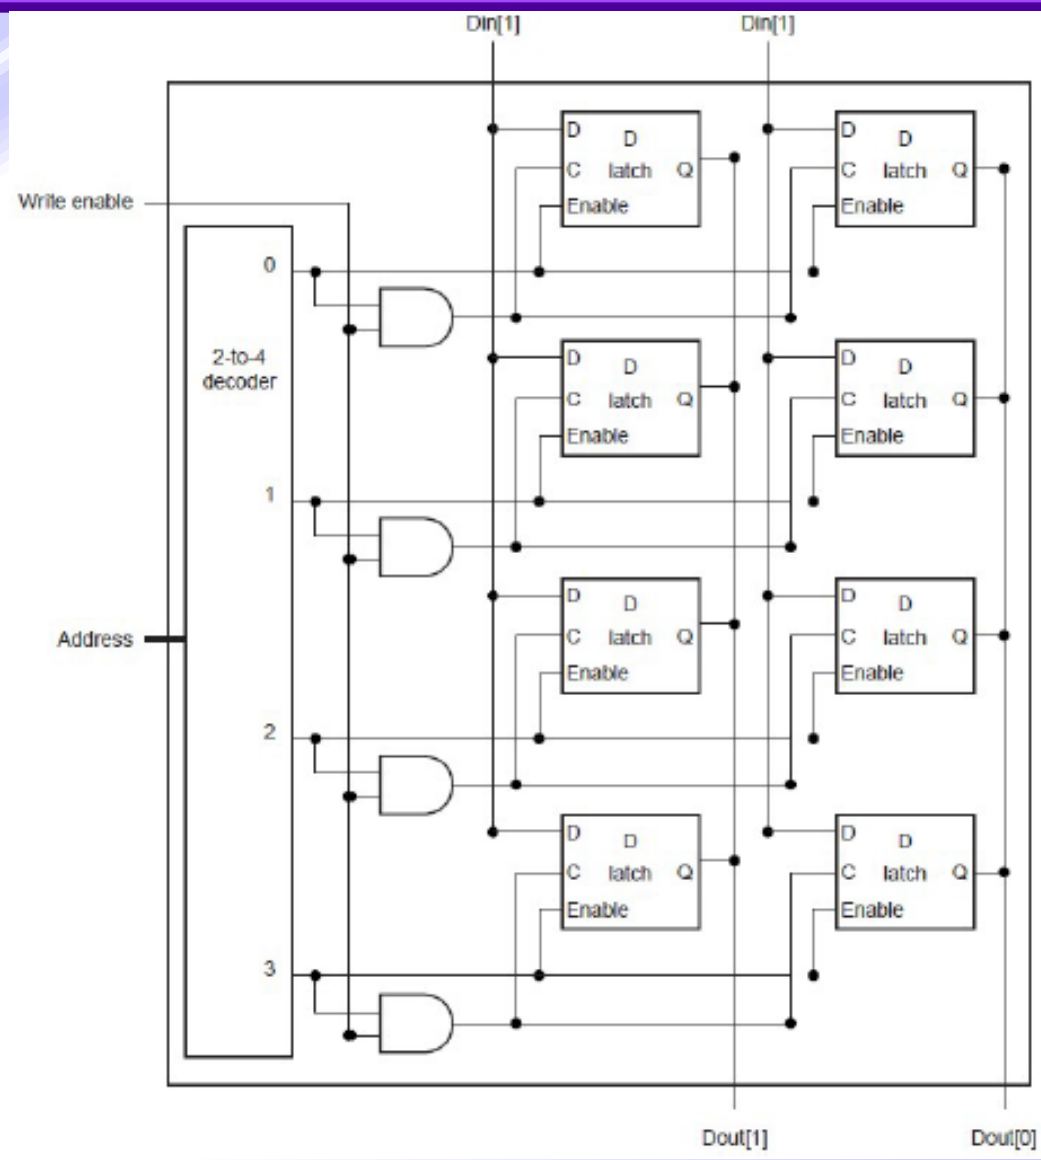 Din[1] Din[1]
D D
D D
C latch Q C latch Q
Write enable
Enable Enable
0
2-to-4
decoder
D D
D D
C latch Q C latch Q
Enable Enable
1
D D
D D
C latch Q C latch Q
Address
Enable Enable
2
D D
D D
C latch Q C latch Q
Enable Enable
3
Dout[1] Dout[0]